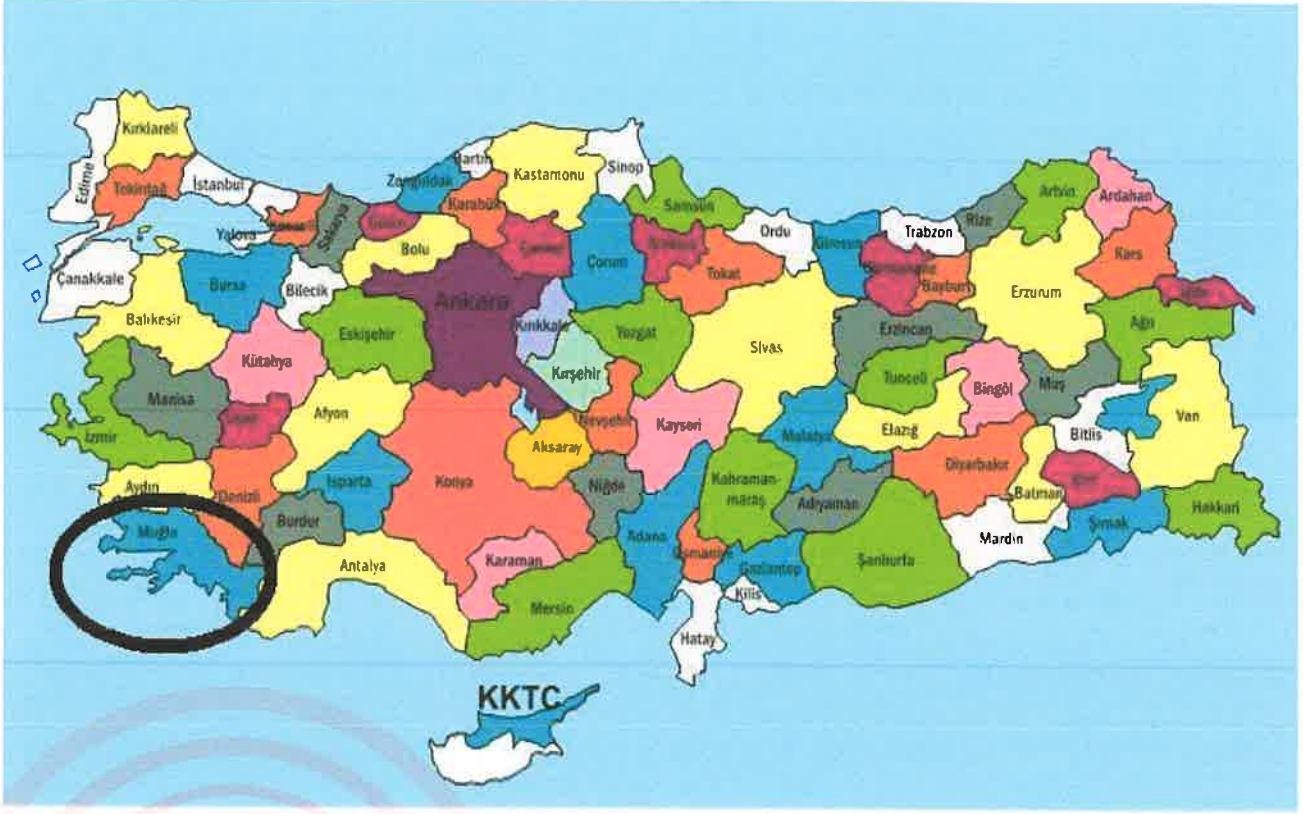 Kırklareli
Edirne
Tekirdağ
İstanbul
Yalova
Sakarya
Zonguldak
Bartın
Karabük
Kastamonu
Sinop
Samsun
Bolu
Çorum
Tokat
Ordu
Giresun
Trabzon
Bayburt
Rize
Artvin
Ardahan
Kars
Çanakkale
Balıkesir
Bursa
Bilecik
Eskişehir
Ankara
Kırıkkale
Kırşehir
Yozgat
Sivas
Erzincan
Erzurum
Ağrı
Kütahya
Manisa
İzmir
Afyon
Konya
Aksaray
Nevşehir
Kayseri
Malatya
Tunceli
Elazığ
Bingöl
Muş
Bitlis
Van
Aydın
Denizli
Muğla
Burdur
Isparta
Antalya
Karaman
Mersin
Niğde
Adana
Kahraman-
maraş
Osmaniye
Adıyaman
Gaziantep
Kilis
Hatay
Şanlıurfa
Diyarbakır
Mardin
Batman
Şırnak
Hakkari
KKTC